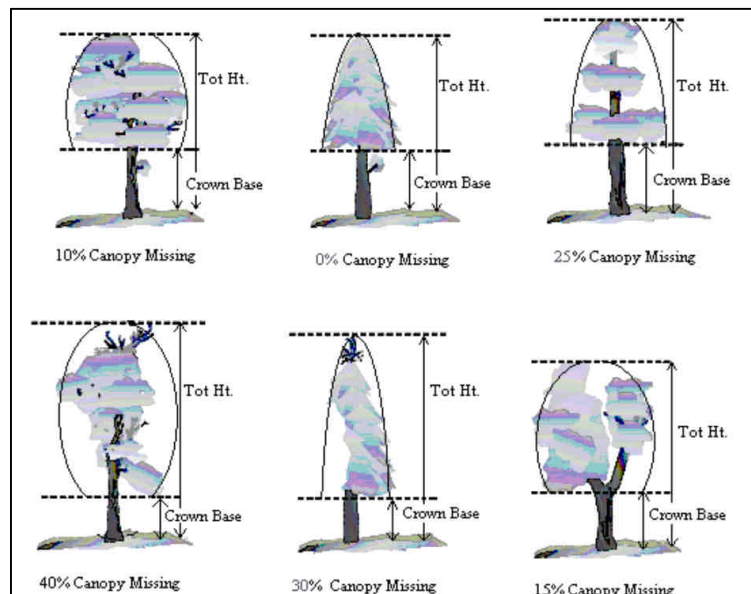 Tot Ht.
Crown Base
10% Canopy Missing
Tot Ht.
Crown Base
0% Canopy Missing
Tot Ht.
Crown Base
25% Canopy Missing
Tot Ht.
Crown Base
40% Canopy Missing
Tot Ht.
Crown Base
30% Canopy Missing
Tot Ht.
Crown Base
15% Canopy Missing